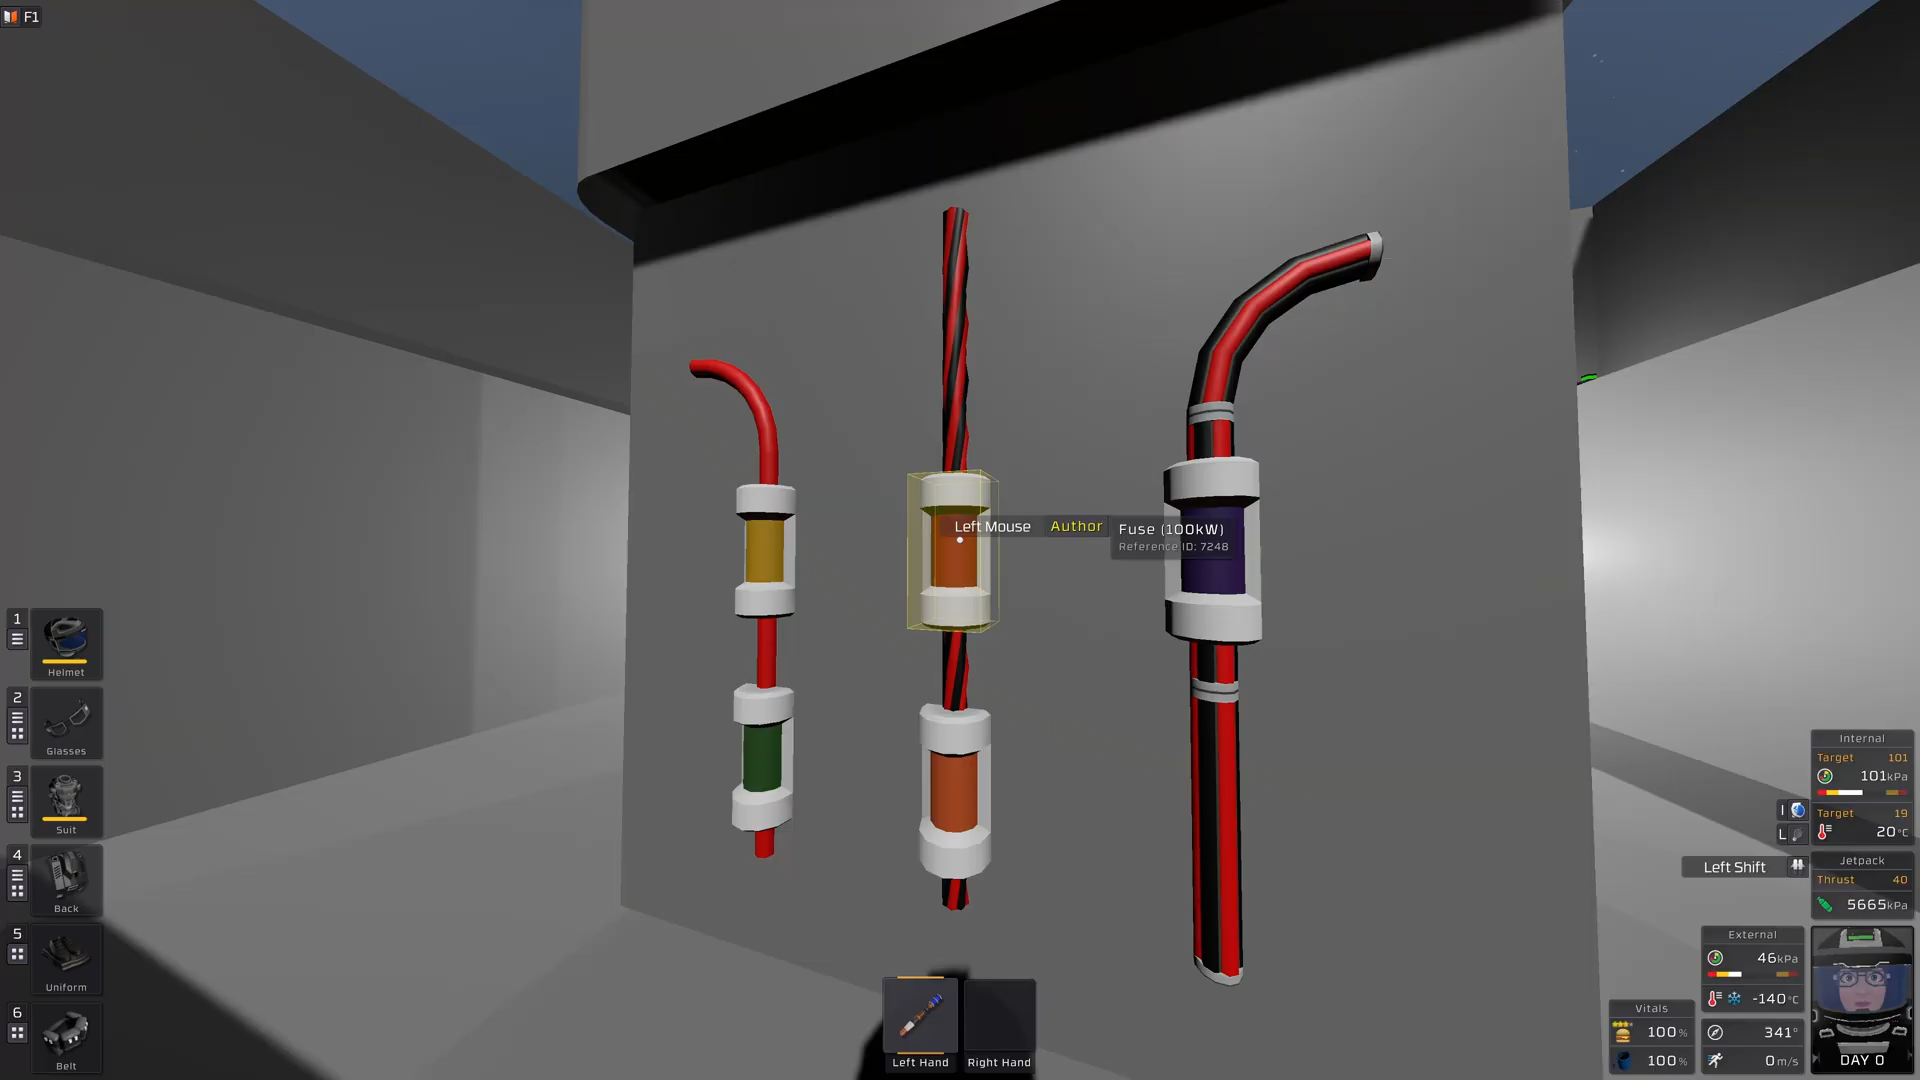 F1
Left Mouse Author Fuse (100kW)
Reference ID: 7248
1
Helmet
2
Glasses
3
Suit
4
Back
5
Uniform
6
Belt
Left Hand Right Hand
Internal
Target 101
101kPa
Target 19
I
L
20°C
Left Shift
Jetpack
Thrust 40
5665kPa
External
46kPa
-140°C
341°
0m/s
Vitals
100%
100%
DAY 0